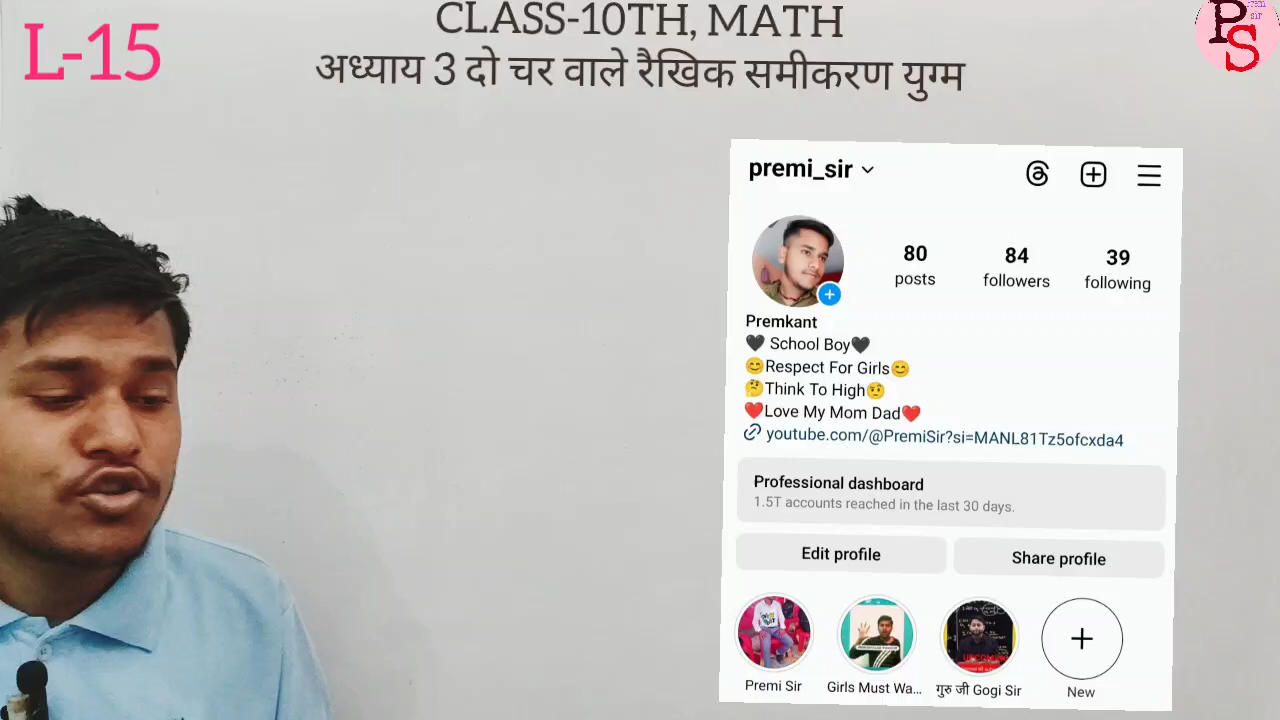 L-15
CLASS-10TH, MATH
अध्याय 3 दो चर वाले रैखिक समीकरण युग्म
Premi
sir
PS
premi_sir
80
posts
84
followers
39
following
Premkant
🖤 School Boy🖤
😊Respect For Girls😊
🤔Think To High🤨
❤️Love My Mom Dad❤️
youtube.com/@PremiSir?si=MANL81Tz5ofcxda4
Professional dashboard
1.5T accounts reached in the last 30 days.
Edit profile
Share profile
Premi Sir
Girls Must Wa...
गुरु जी Gogi Sir
New